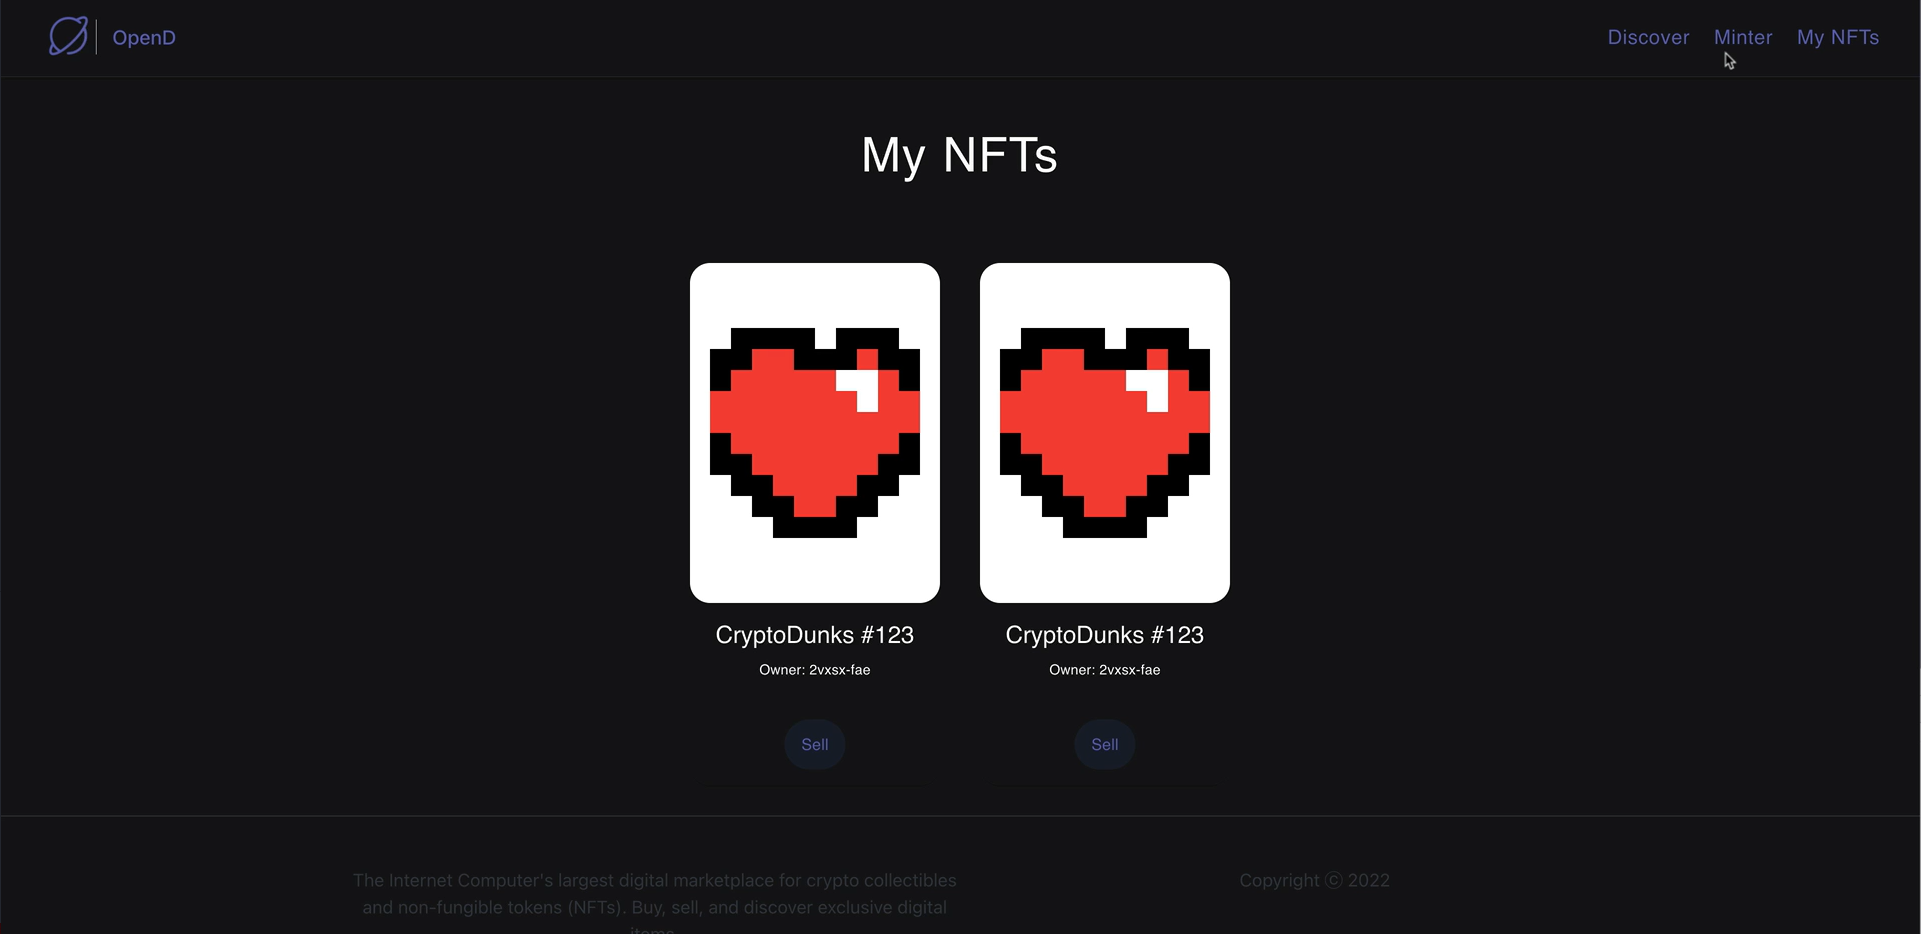 OpenD
Discover
Minter
My NFTs
My NFTs
CryptoDunks #123
Owner: 2vxsx-fae
Sell
CryptoDunks #123
Owner: 2vxsx-fae
Sell
The Internet Computer's largest digital marketplace for crypto collectibles
and non-fungible tokens (NFTs). Buy, sell, and discover exclusive digital
items.
Copyright ⓒ 2022